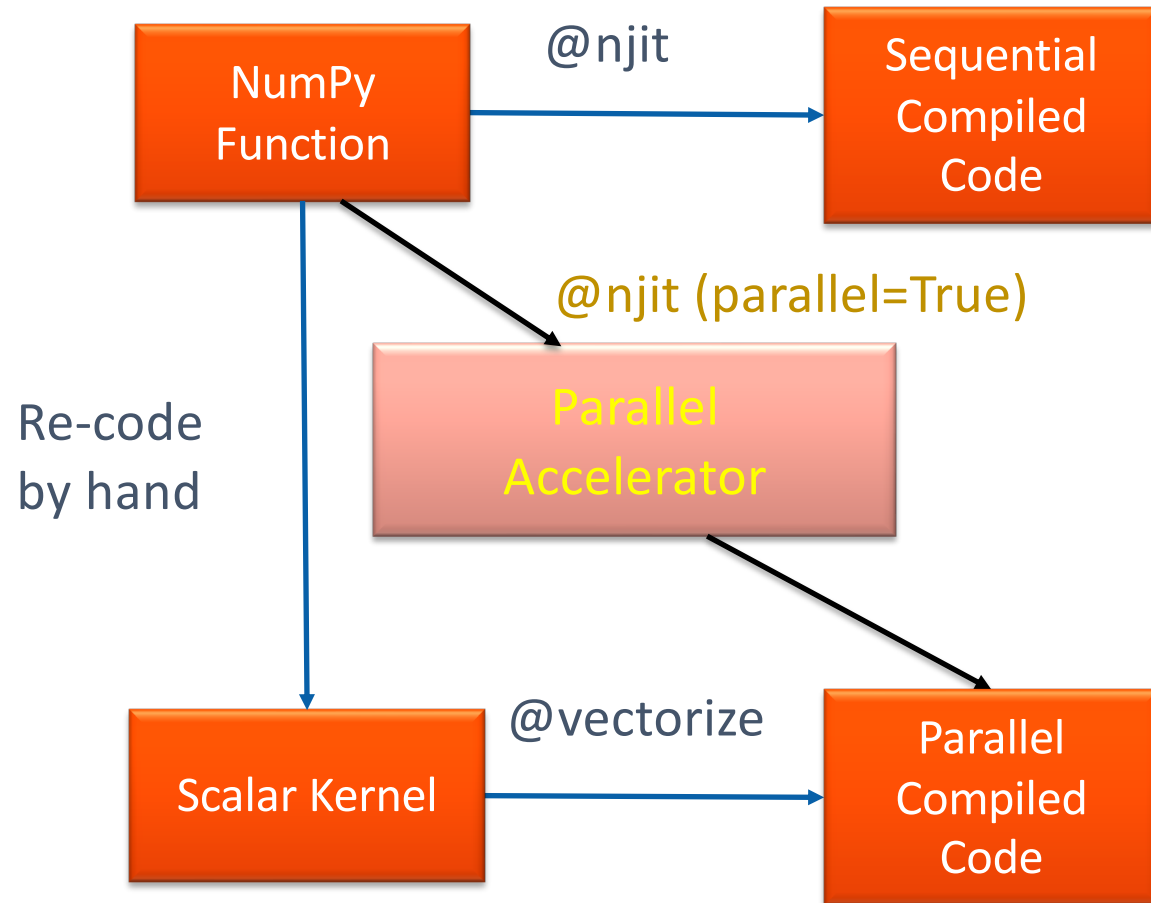 NumPy
Function
@njit
Sequential
Compiled
Code
@njit (parallel=True)
Parallel
Accelerator
Re-code
by hand
Scalar Kernel
@vectorize
Parallel
Compiled
Code